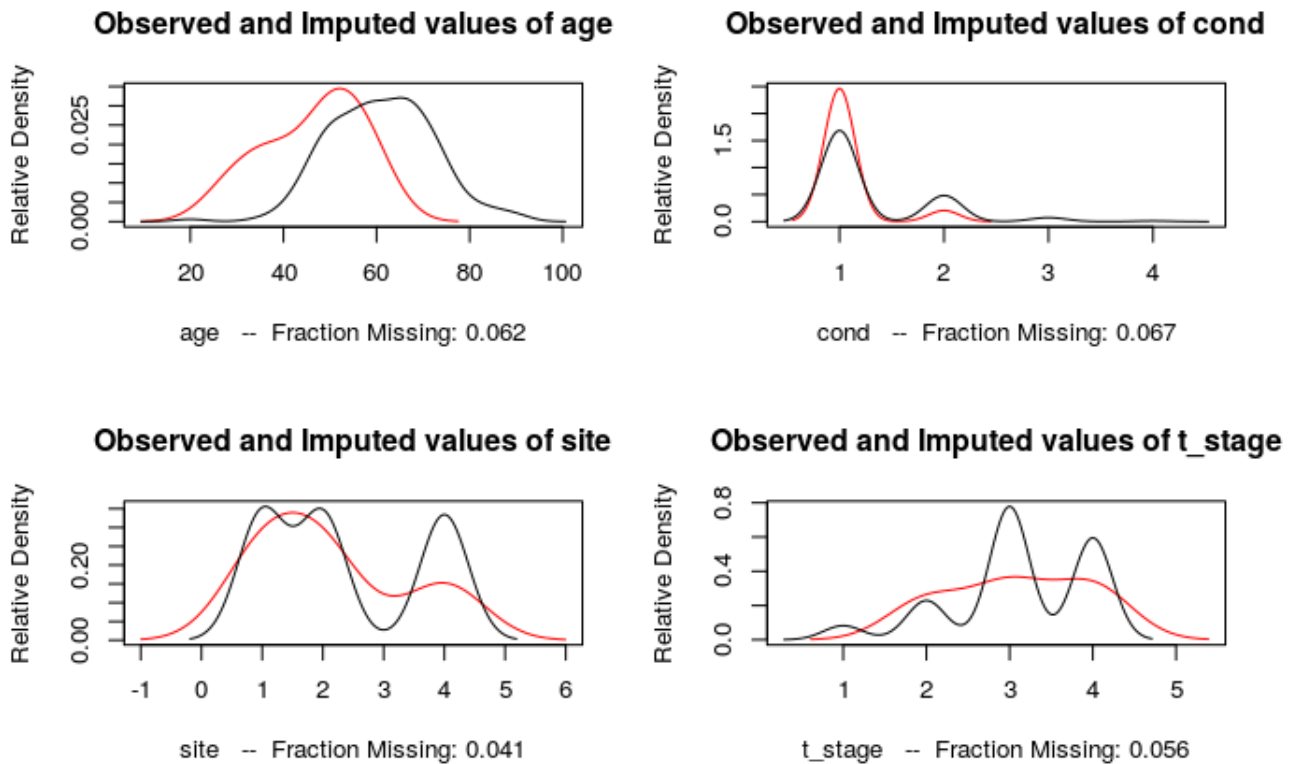 Observed and Imputed values of age
Relative Density
0.025
0.000
20 40 60 80 100
age -- Fraction Missing: 0.062
Observed and Imputed values of cond
Relative Density
1.5
0.0
1 2 3 4
cond -- Fraction Missing: 0.067
Observed and Imputed values of site
Relative Density
0.20
0.00
-1 0 1 2 3 4 5 6
site -- Fraction Missing: 0.041
Observed and Imputed values of t_stage
Relative Density
0.8
0.4
0.0
1 2 3 4 5
t_stage -- Fraction Missing: 0.056